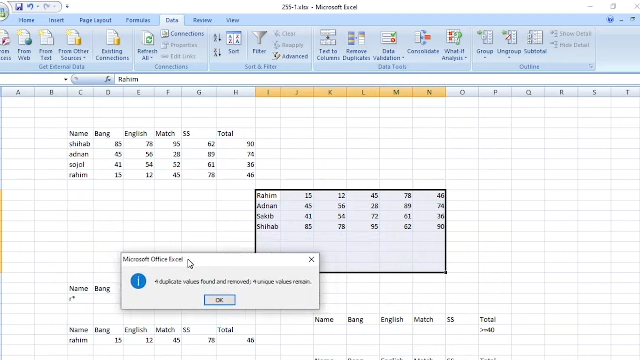 255-1.xlsx - Microsoft Excel
Home Insert Page Layout Formulas Data Review View
From Web From Text From Other Sources Existing Connections Refresh All Connections Properties Edit Links Sort Filter Clear Reapply Advanced Text to Columns Remove Duplicates Data Validation Consolidate What-If Analysis Group Ungroup Subtotal Show Detail Hide Detail
Get External Data Connections Sort & Filter Data Tools Outline
fx Rahim
A B C D E F G H I J K L M N O P Q R S T
Name Bang English Match SS Total
shihab 85 78 95 62 90
adnan 45 56 28 89 74
sojol 41 54 52 61 36
rahim 15 12 45 78 46
Rahim 15 12 45 78 46
Adnan 45 56 28 89 74
Sakib 41 54 72 61 36
Shihab 85 78 95 62 90
Microsoft Office Excel
4 duplicate values found and removed; 4 unique values remain.
OK
Name Bang
r*
Name Bang English Match SS Total
>=40
Name Bang English Match SS Total
rahim 15 12 45 78 46
Name Bang English Match SS Total